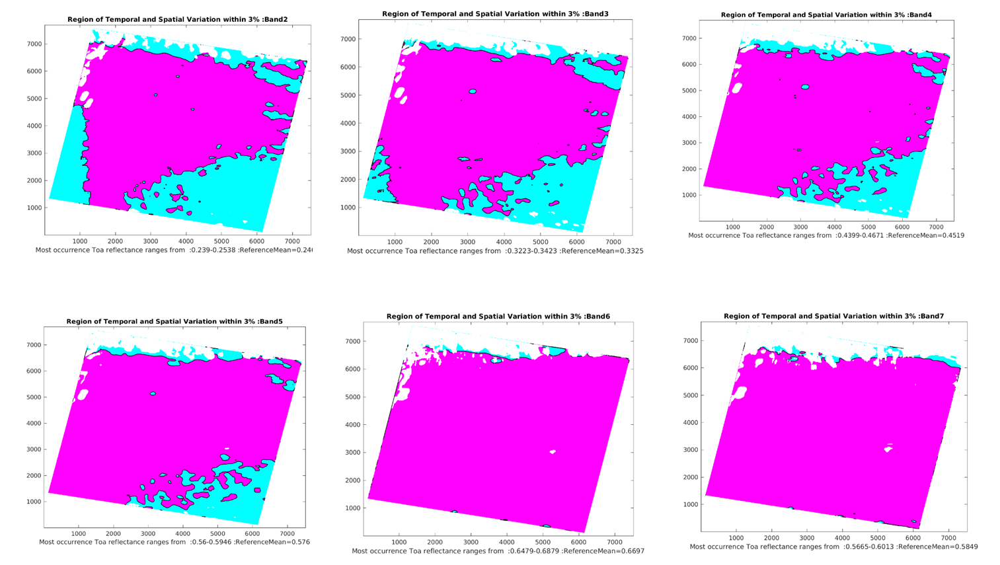 Region of Temporal and Spatial Variation within 3% :Band2
7000
6000
5000
4000
3000
2000
1000
1000 2000 3000 4000 5000 6000 7000
Most occurrence Toa reflectance ranges from :0.239-0.2538 :ReferenceMean=0.24
Region of Temporal and Spatial Variation within 3% :Band3
7000
6000
5000
4000
3000
2000
1000
1000 2000 3000 4000 5000 6000 7000
Most occurrence Toa reflectance ranges from :0.3223-0.3423 :ReferenceMean=0.3325
Region of Temporal and Spatial Variation within 3% :Band4
7000
6000
5000
4000
3000
2000
1000
1000 2000 3000 4000 5000 6000 7000
Most occurrence Toa reflectance ranges from :0.4399-0.4671 :ReferenceMean=0.4519
Region of Temporal and Spatial Variation within 3% :Band5
7000
6000
5000
4000
3000
2000
1000
1000 2000 3000 4000 5000 6000 7000
Most occurrence Toa reflectance ranges from :0.56-0.5946 :ReferenceMean=0.576
Region of Temporal and Spatial Variation within 3% :Band6
7000
6000
5000
4000
3000
2000
1000
1000 2000 3000 4000 5000 6000 7000
Most occurrence Toa reflectance ranges from :0.6479-0.6879 :ReferenceMean=0.6697
Region of Temporal and Spatial Variation within 3% :Band7
7000
6000
5000
4000
3000
2000
1000
1000 2000 3000 4000 5000 6000 7000
Most occurrence Toa reflectance ranges from :0.5665-0.6013 :ReferenceMean=0.5849